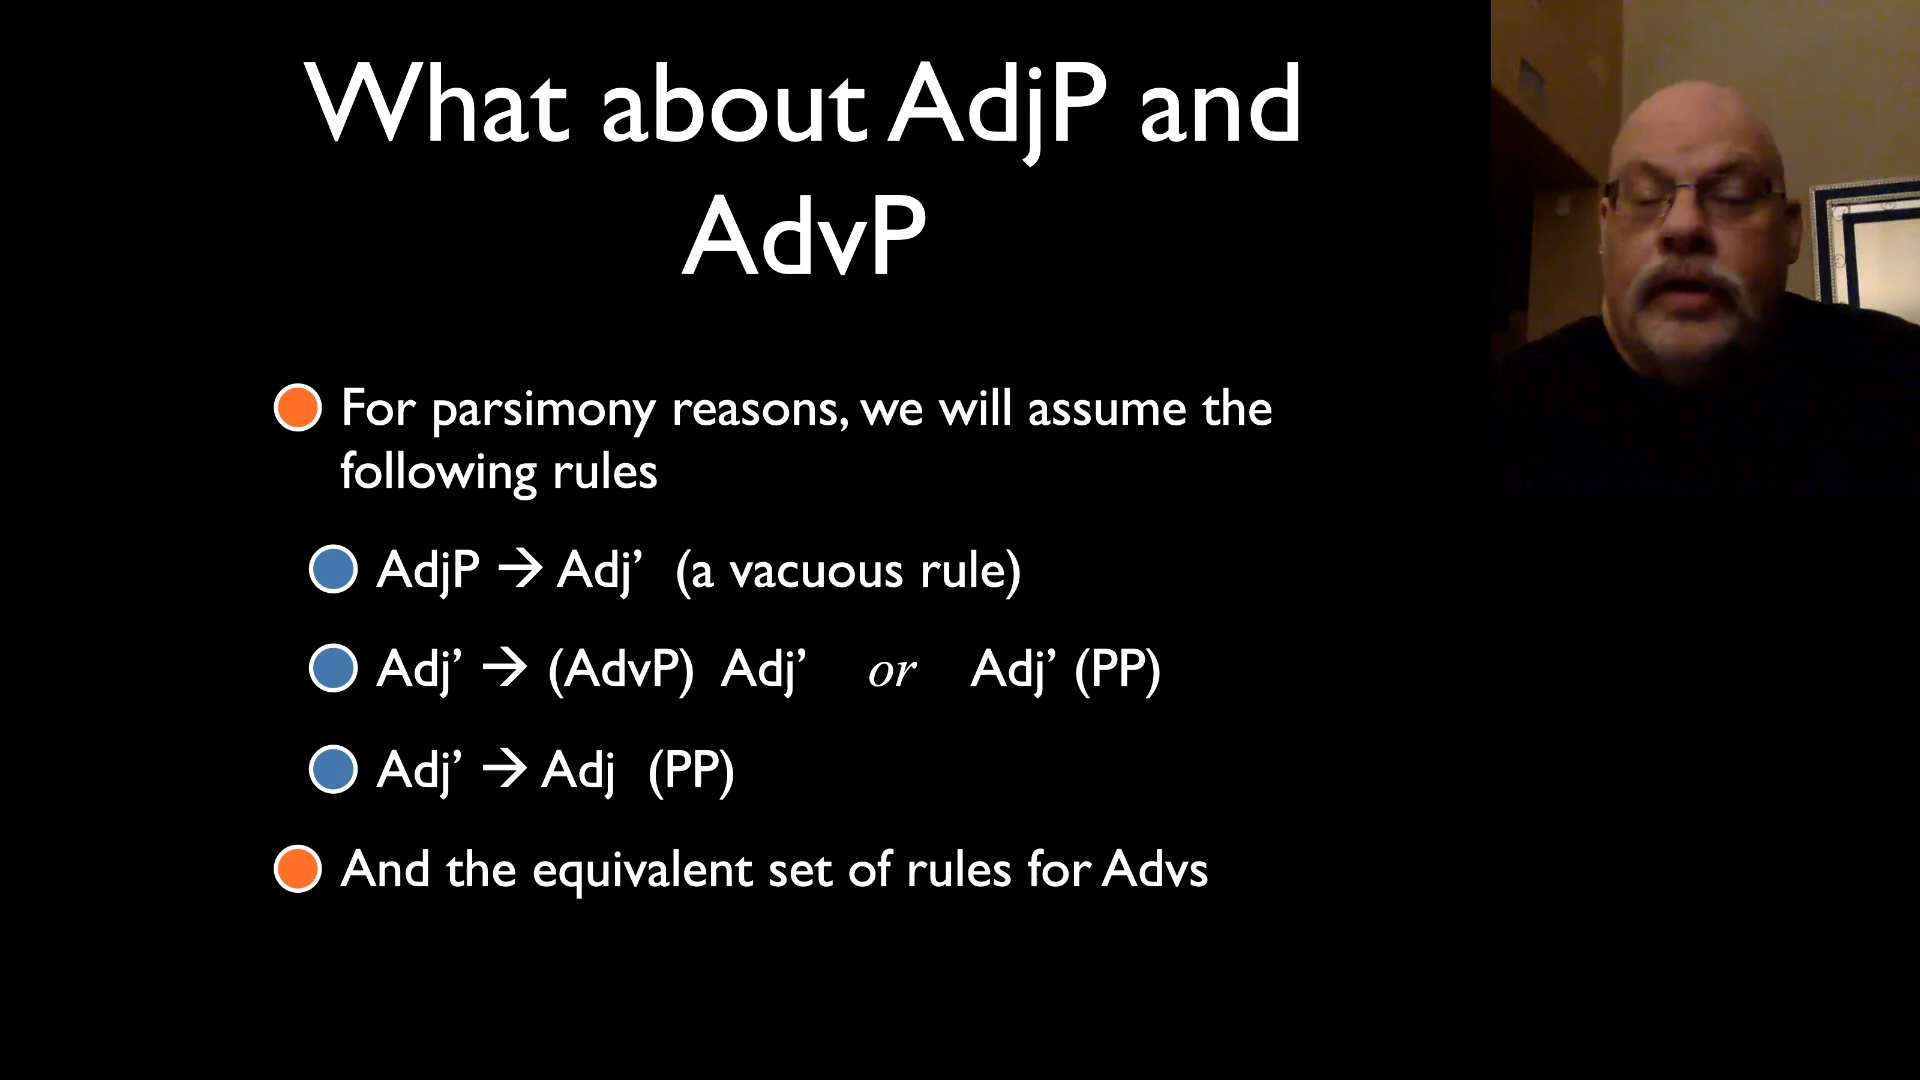 What about AdjP and
AdvP
For parsimony reasons, we will assume the
following rules
AdjP → Adj’ (a vacuous rule)
Adj’ → (AdvP) Adj’ or Adj’ (PP)
Adj’ → Adj (PP)
And the equivalent set of rules for Advs